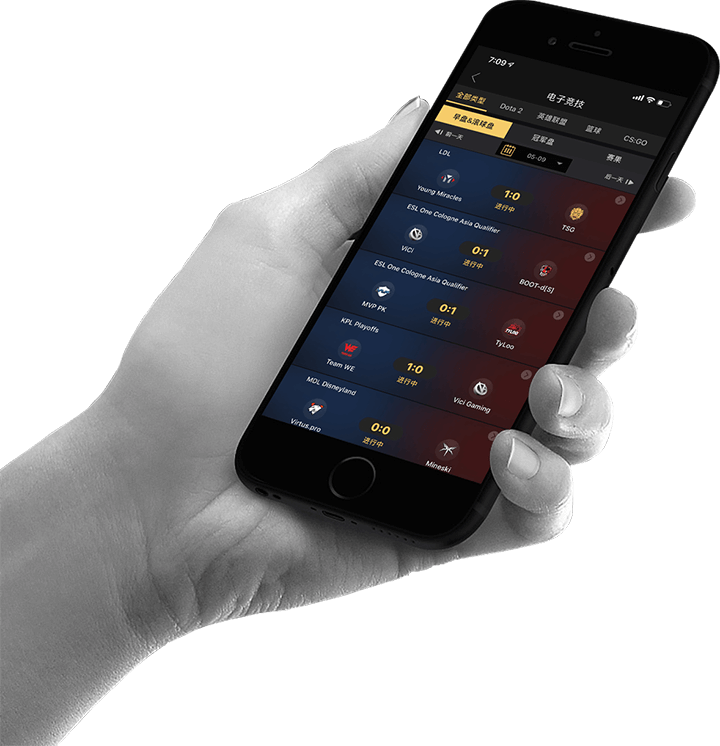 7:09
电子竞技
全部类型 Dota 2 英雄联盟 篮球 CS:GO
早盘&滚球盘 冠军盘 赛果
前一天 05-09 后一天
LDL
Young Miracles 1:0 进行中 TSG
ESL One Cologne Asia Qualifier
ViCi 0:1 进行中 BOOT-d[S]
ESL One Cologne Asia Qualifier
MVP PK 0:1 进行中 TyLoo
KPL Playoffs
Team WE 1:0 进行中 Vici Gaming
MDL Disneyland
Virtus.pro 0:0 进行中 Mineski